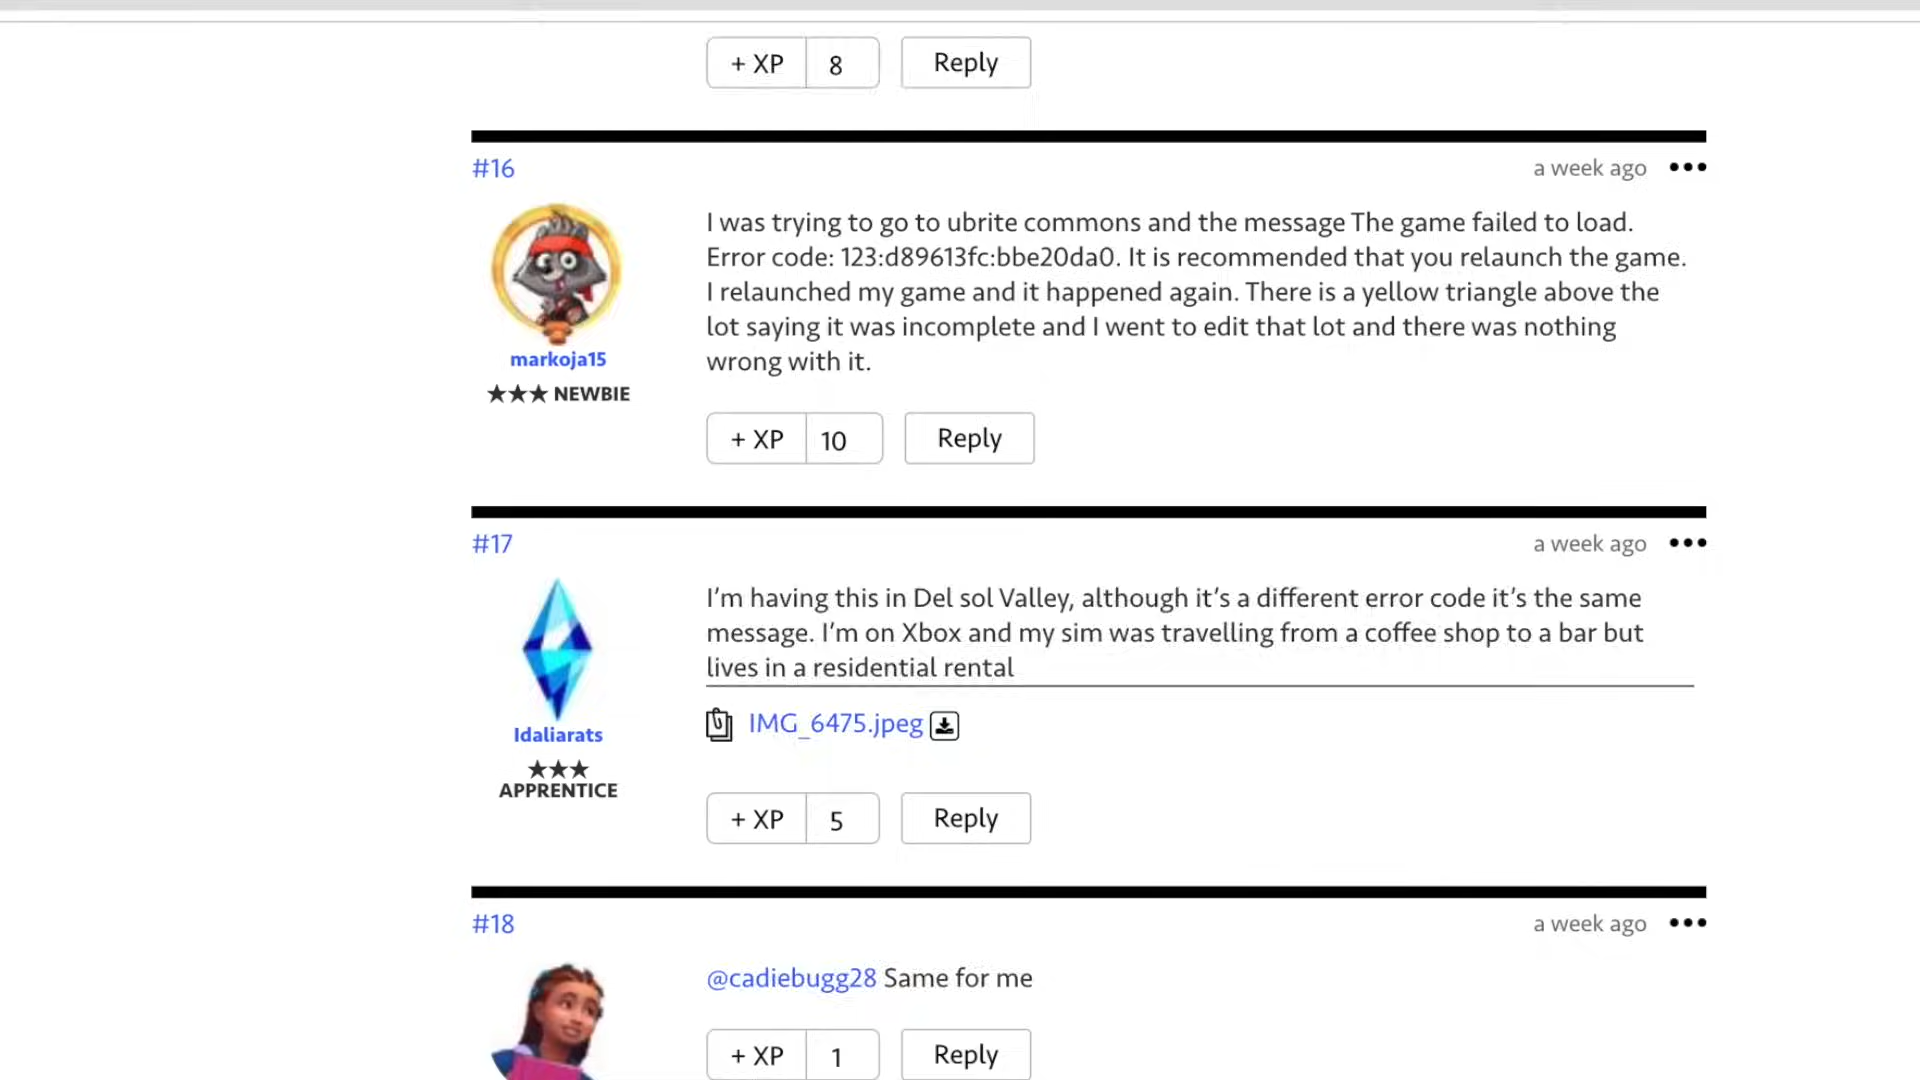 + XP 8 Reply
#16 a week ago •••
I was trying to go to ubrite commons and the message The game failed to load.
Error code: 123:d89613fc:bbe20da0. It is recommended that you relaunch the game.
I relaunched my game and it happened again. There is a yellow triangle above the
lot saying it was incomplete and I went to edit that lot and there was nothing
wrong with it.
markoja15
★★★ NEWBIE
+ XP 10 Reply
#17 a week ago •••
I’m having this in Del sol Valley, although it’s a different error code it’s the same
message. I’m on Xbox and my sim was travelling from a coffee shop to a bar but
lives in a residential rental
IMG_6475.jpeg
Idaliarats
★★★
APPRENTICE
+ XP 5 Reply
#18 a week ago •••
@cadiebugg28 Same for me
+ XP 1 Reply